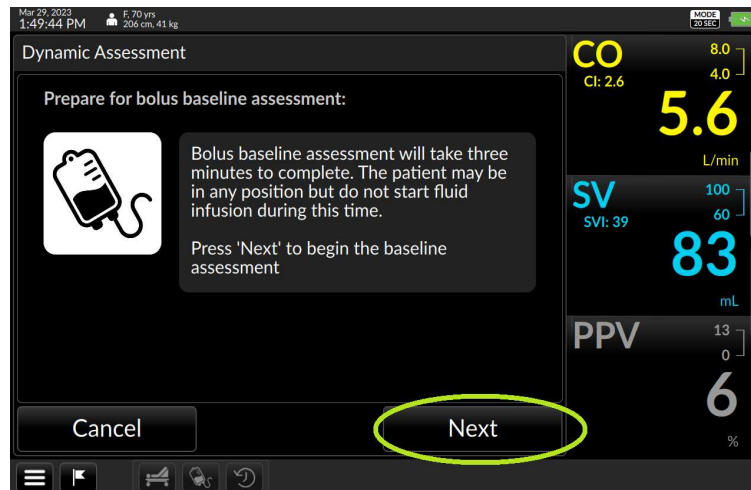 Mar 29, 2023
1:49:44 PM
F, 70 yrs
206 cm, 41 kg
MODE
20 SEC
Dynamic Assessment
Prepare for bolus baseline assessment:
Bolus baseline assessment will take three
minutes to complete. The patient may be
in any position but do not start fluid
infusion during this time.
Press 'Next' to begin the baseline
assessment
Cancel
Next
CO
CI: 2.6
8.0
4.0
5.6
L/min
SV
SVI: 39
100
60
83
mL
PPV
13
0
6
%